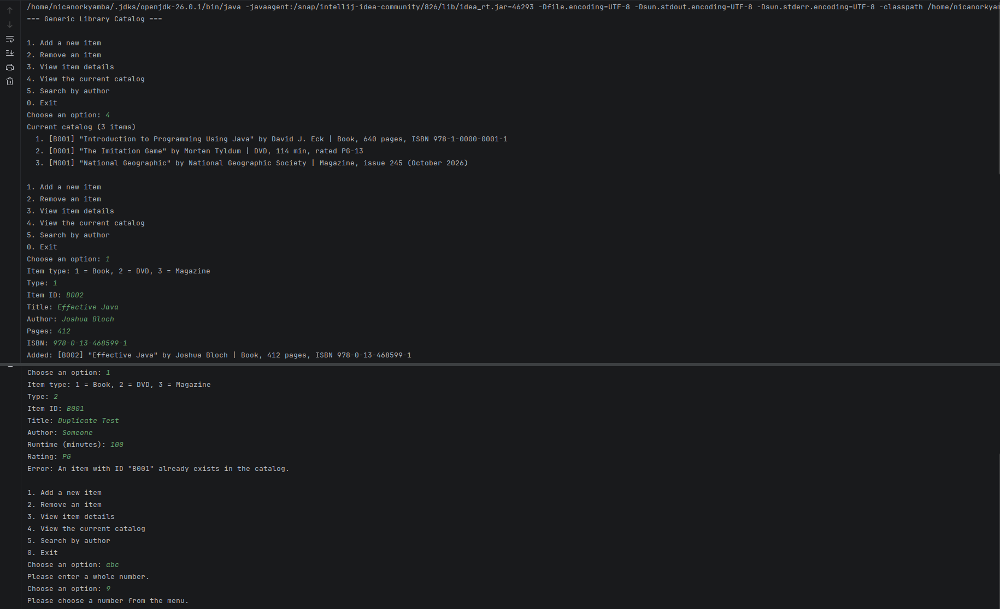 /home/nicanorkyamba/.jdks/openjdk-26.0.1/bin/java -javaagent:/snap/intellij-idea-community/826/lib/idea_rt.jar=46293 -Dfile.encoding=UTF-8 -Dsun.stdout.encoding=UTF-8 -Dsun.stderr.encoding=UTF-8 -classpath /home/nicanorkyam
=== Generic Library Catalog ===
1. Add a new item
2. Remove an item
3. View item details
4. View the current catalog
5. Search by author
0. Exit
Choose an option: 4
Current catalog (3 items)
1. [B001] "Introduction to Programming Using Java" by David J. Eck | Book, 640 pages, ISBN 978-1-0000-0001-1
2. [D001] "The Imitation Game" by Morten Tyldum | DVD, 114 min, rated PG-13
3. [M001] "National Geographic" by National Geographic Society | Magazine, issue 245 (October 2026)
1. Add a new item
2. Remove an item
3. View item details
4. View the current catalog
5. Search by author
0. Exit
Choose an option: 1
Item type: 1 = Book, 2 = DVD, 3 = Magazine
Type: 1
Item ID: B002
Title: Effective Java
Author: Joshua Bloch
Pages: 412
ISBN: 978-0-13-468599-1
Added: [B002] "Effective Java" by Joshua Bloch | Book, 412 pages, ISBN 978-0-13-468599-1
Choose an option: 1
Item type: 1 = Book, 2 = DVD, 3 = Magazine
Type: 2
Item ID: B001
Title: Duplicate Test
Author: Someone
Runtime (minutes): 100
Rating: PG
Error: An item with ID "B001" already exists in the catalog.
1. Add a new item
2. Remove an item
3. View item details
4. View the current catalog
5. Search by author
0. Exit
Choose an option: abc
Please enter a whole number.
Choose an option: 9
Please choose a number from the menu.